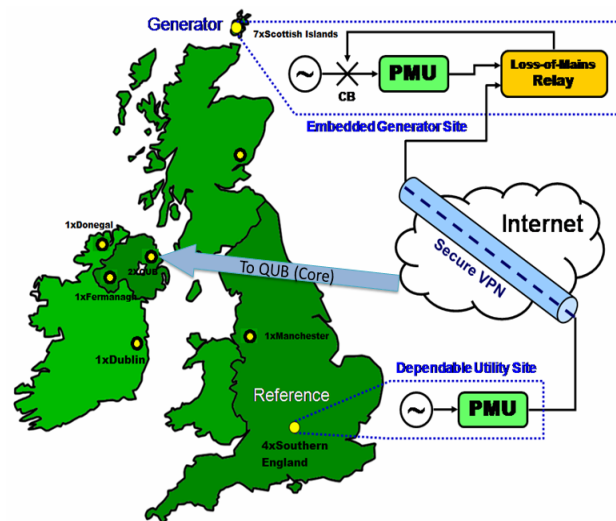 Generator
7xScottish Islands
CB
PMU
Loss-of-Mains
Relay
Embedded Generator Site
Internet
Secure VPN
1xDonegal
2xQUB
To QUB (Core)
1xFermanagh
1xDublin
1xManchester
Reference
Dependable Utility Site
PMU
4xSouthern
England